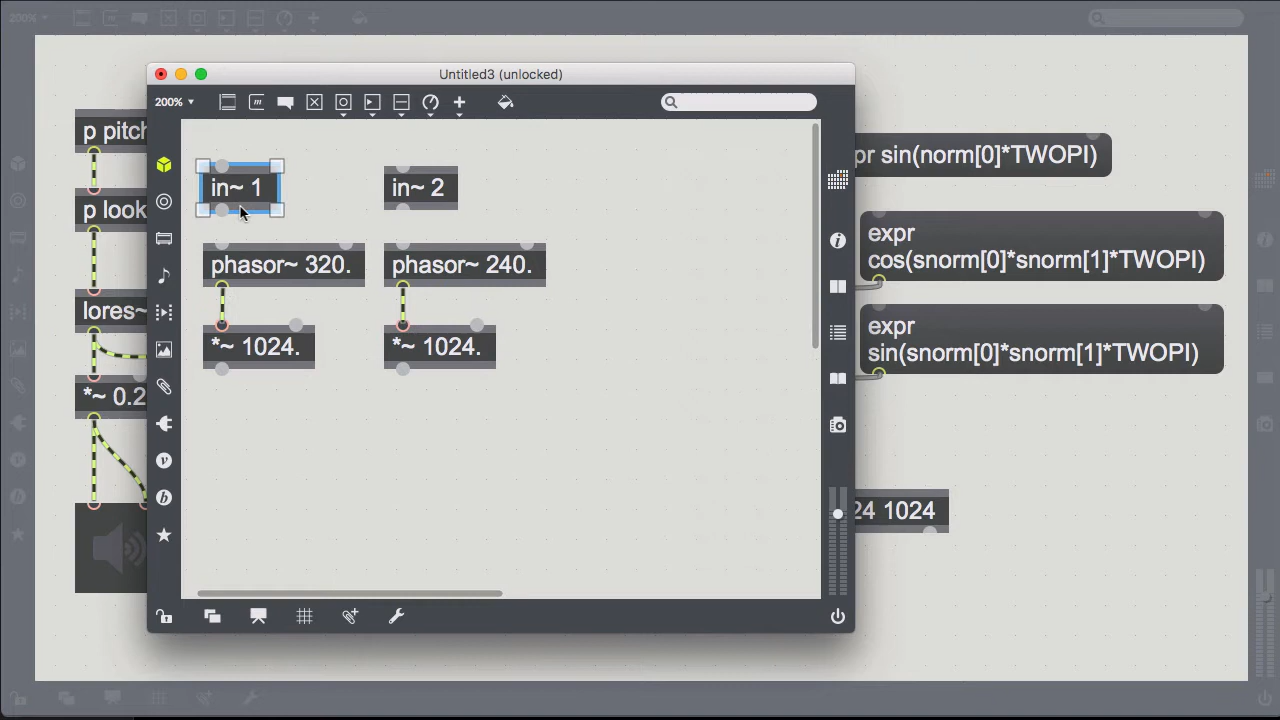 200%
Untitled3 (unlocked)
200%
p pitch
in~ 1
in~ 2
pr sin(norm[0]*TWOPI)
p look
phasor~ 320.
phasor~ 240.
expr
cos(snorm[0]*snorm[1]*TWOPI)
lores~
*~ 1024.
*~ 1024.
expr
sin(snorm[0]*snorm[1]*TWOPI)
*~ 0.2
24 1024